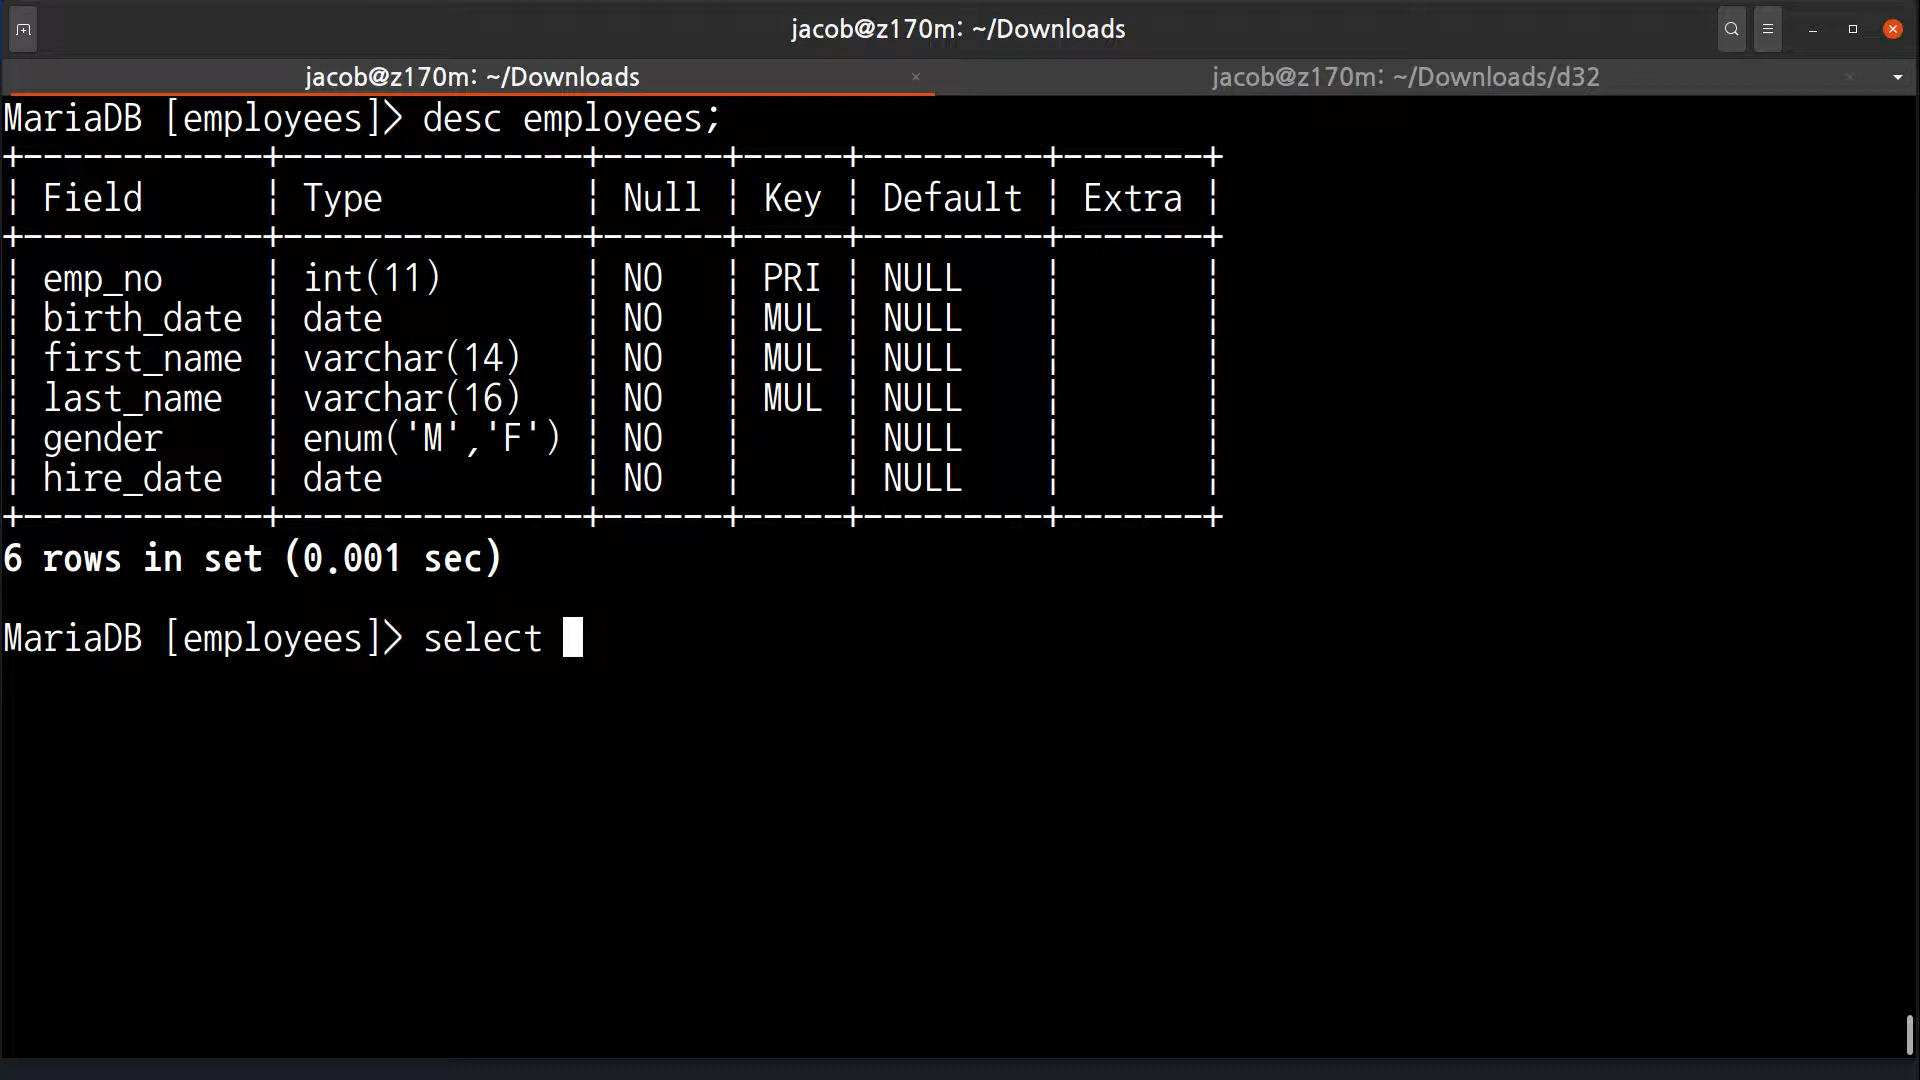 jacob@z170m: ~/Downloads
jacob@z170m: ~/Downloads × jacob@z170m: ~/Downloads/d32 ×
MariaDB [employees]> desc employees;
+------------+---------------+------+-----+---------+-------+
| Field      | Type          | Null | Key | Default | Extra |
+------------+---------------+------+-----+---------+-------+
| emp_no     | int(11)       | NO   | PRI | NULL    |       |
| birth_date | date          | NO   | MUL | NULL    |       |
| first_name | varchar(14)   | NO   | MUL | NULL    |       |
| last_name  | varchar(16)   | NO   | MUL | NULL    |       |
| gender     | enum('M','F') | NO   |     | NULL    |       |
| hire_date  | date          | NO   |     | NULL    |       |
+------------+---------------+------+-----+---------+-------+
6 rows in set (0.001 sec)
MariaDB [employees]> select